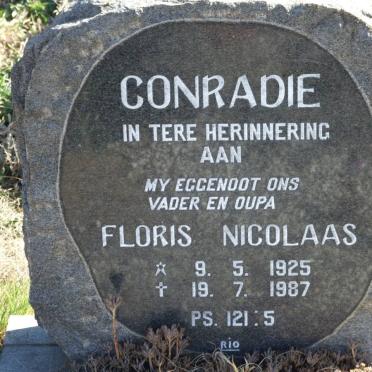 CONRADIE
IN TERE HERINNERING
AAN
MY EGGENOOT ONS
VADER EN OUPA
FLORIS NICOLAAS
☆ 9. 5. 1925
✝ 19. 7. 1987
PS. 121:5
RIO